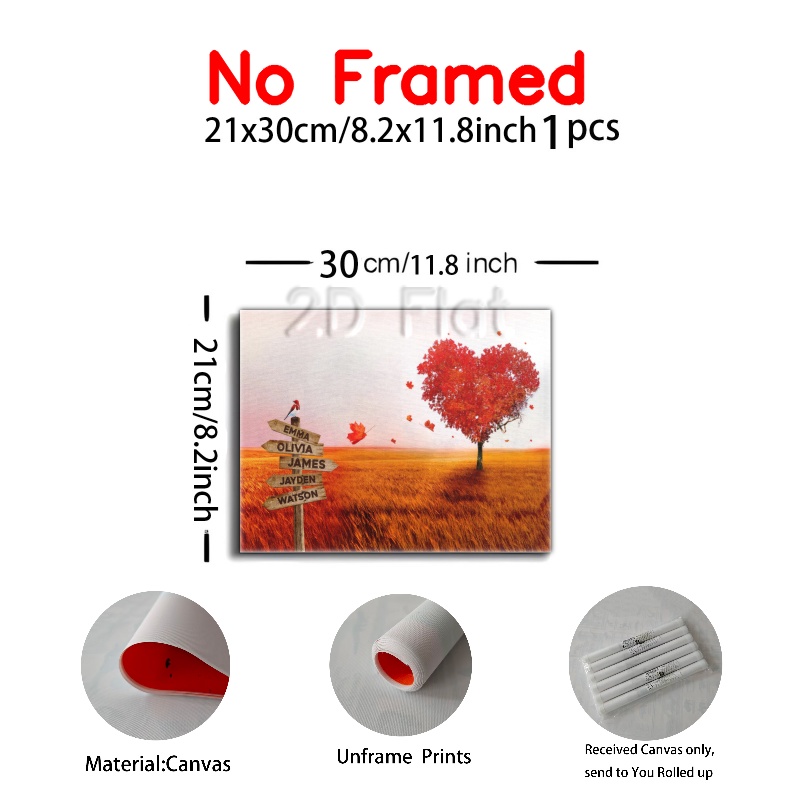 No Framed
21x30cm/8.2x11.8inch 1 pcs
30 cm/11.8 inch
2.D Flat
21cm/8.2inch
EMMA
OLIVIA
JAMES
JAYDEN
WATSON
Material:Canvas
Unframe Prints
Received Canvas only,
send to You Rolled up